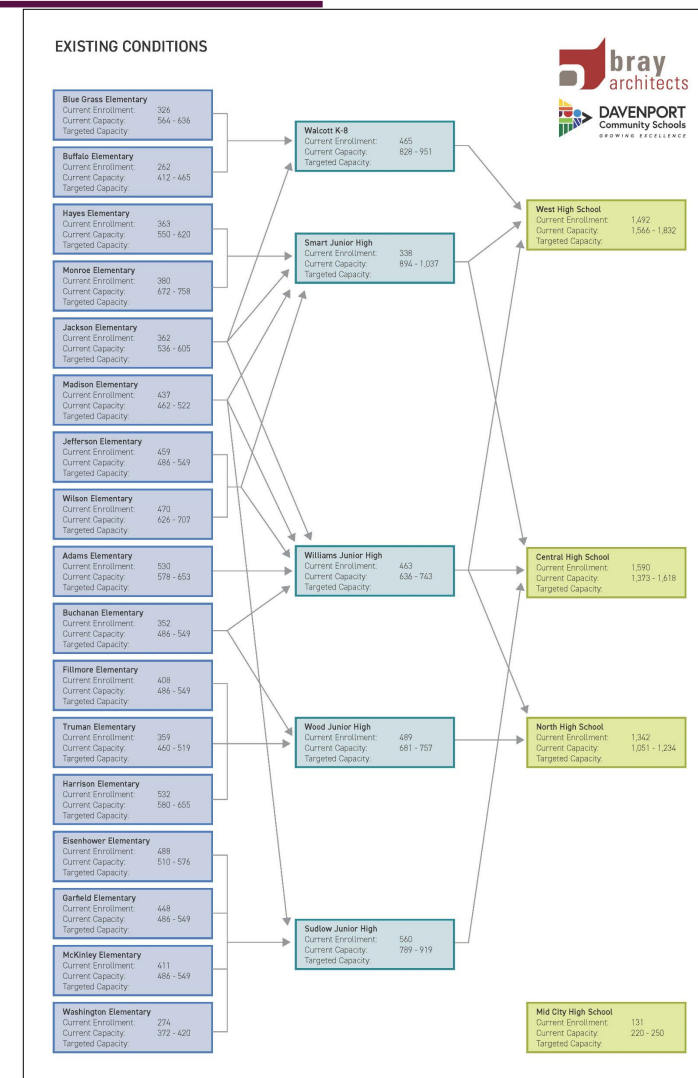 EXISTING CONDITIONS
bray
architects
DAVENPORT
Community Schools
GROWING EXCELLENCE
Blue Grass Elementary
Current Enrollment: 326
Current Capacity: 564 - 636
Targeted Capacity:
Buffalo Elementary
Current Enrollment: 262
Current Capacity: 412 - 465
Targeted Capacity:
Hayes Elementary
Current Enrollment: 363
Current Capacity: 550 - 620
Targeted Capacity:
Monroe Elementary
Current Enrollment: 380
Current Capacity: 672 - 758
Targeted Capacity:
Jackson Elementary
Current Enrollment: 362
Current Capacity: 536 - 605
Targeted Capacity:
Madison Elementary
Current Enrollment: 437
Current Capacity: 462 - 522
Targeted Capacity:
Jefferson Elementary
Current Enrollment: 459
Current Capacity: 486 - 549
Targeted Capacity:
Wilson Elementary
Current Enrollment: 470
Current Capacity: 626 - 707
Targeted Capacity:
Adams Elementary
Current Enrollment: 530
Current Capacity: 578 - 653
Targeted Capacity:
Buchanan Elementary
Current Enrollment: 352
Current Capacity: 486 - 549
Targeted Capacity:
Fillmore Elementary
Current Enrollment: 408
Current Capacity: 486 - 549
Targeted Capacity:
Truman Elementary
Current Enrollment: 359
Current Capacity: 460 - 519
Targeted Capacity:
Harrison Elementary
Current Enrollment: 532
Current Capacity: 580 - 655
Targeted Capacity:
Eisenhower Elementary
Current Enrollment: 488
Current Capacity: 510 - 576
Targeted Capacity:
Garfield Elementary
Current Enrollment: 448
Current Capacity: 486 - 549
Targeted Capacity:
McKinley Elementary
Current Enrollment: 411
Current Capacity: 486 - 549
Targeted Capacity:
Washington Elementary
Current Enrollment: 274
Current Capacity: 372 - 420
Targeted Capacity:
Walcott K-8
Current Enrollment: 465
Current Capacity: 828 - 951
Targeted Capacity:
Smart Junior High
Current Enrollment: 338
Current Capacity: 894 - 1,037
Targeted Capacity:
Williams Junior High
Current Enrollment: 463
Current Capacity: 636 - 743
Targeted Capacity:
Wood Junior High
Current Enrollment: 489
Current Capacity: 681 - 757
Targeted Capacity:
Sudlow Junior High
Current Enrollment: 560
Current Capacity: 789 - 919
Targeted Capacity:
West High School
Current Enrollment: 1,492
Current Capacity: 1,566 - 1,832
Targeted Capacity:
Central High School
Current Enrollment: 1,590
Current Capacity: 1,373 - 1,618
Targeted Capacity:
North High School
Current Enrollment: 1,342
Current Capacity: 1,051 - 1,234
Targeted Capacity:
Mid City High School
Current Enrollment: 131
Current Capacity: 220 - 250
Targeted Capacity: